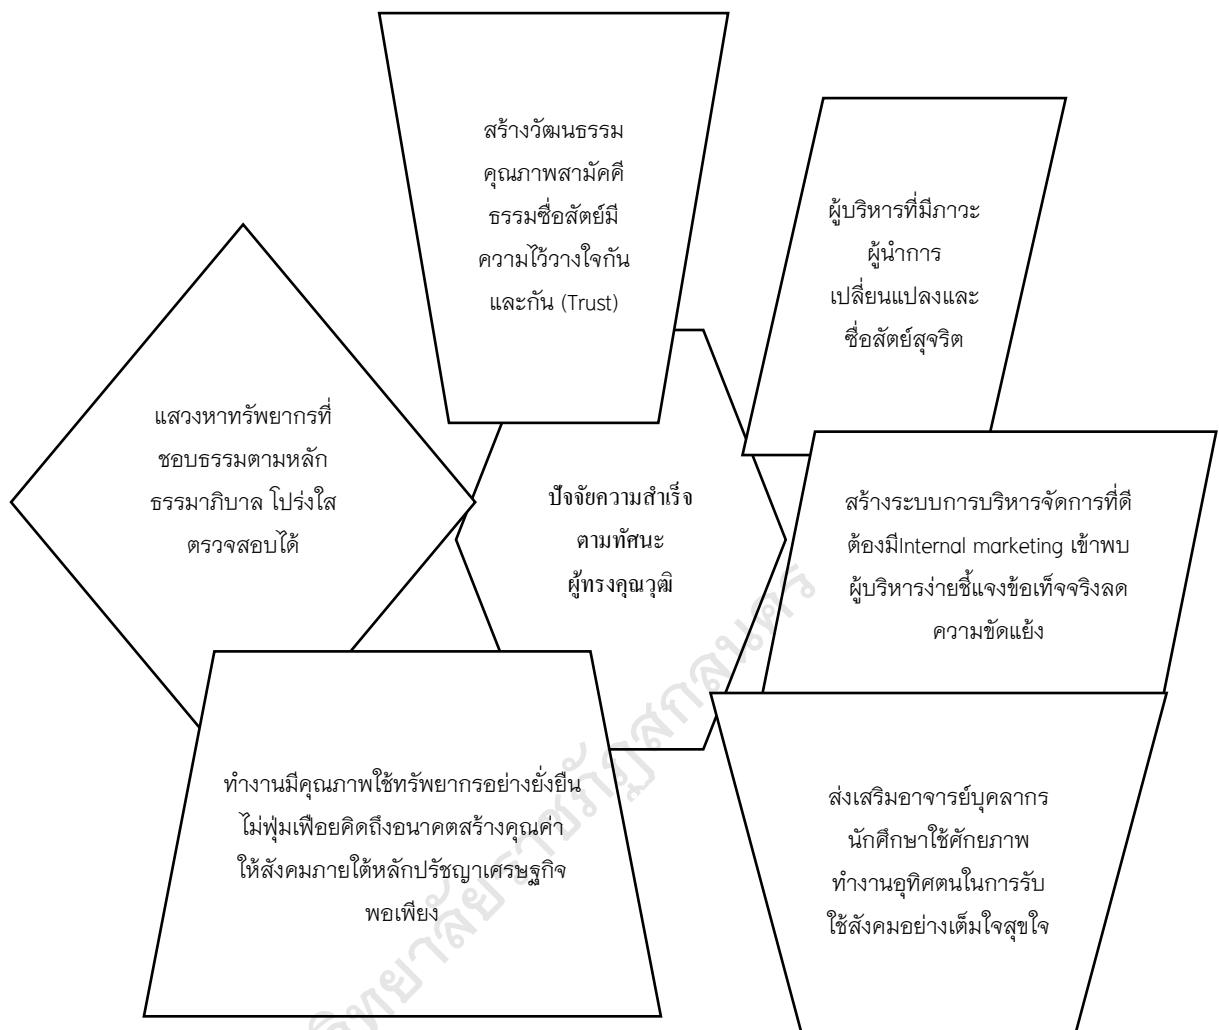 สร้างวัฒนธรรม
คุณภาพสามัคคี
ธรรมซื่อสัตย์มี
ความไว้วางใจกัน
และกัน (Trust)
ผู้บริหารที่มีภาวะ
ผู้นำการ
เปลี่ยนแปลงและ
ซื่อสัตย์สุจริต
แสวงหาทรัพยากรที่
ชอบธรรมตามหลัก
ธรรมาภิบาล โปร่งใส
ตรวจสอบได้
ปัจจัยความสำเร็จ
ตามทัศนะ
ผู้ทรงคุณวุฒิ
สร้างระบบการบริหารจัดการที่ดี
ต้องมีInternal marketing เข้าพบ
ผู้บริหารง่ายชี้แจงข้อเท็จจริงลด
ความขัดแย้ง
ทำงานมีคุณภาพใช้ทรัพยากรอย่างยั่งยืน
ไม่ฟุ่มเฟือยคิดถึงอนาคตสร้างคุณค่า
ให้สังคมภายใต้หลักปรัชญาเศรษฐกิจ
พอเพียง
ส่งเสริมอาจารย์บุคลากร
นักศึกษาใช้ศักยภาพ
ทำงานอุทิศตนในการรับ
ใช้สังคมอย่างเต็มใจสุขใจ